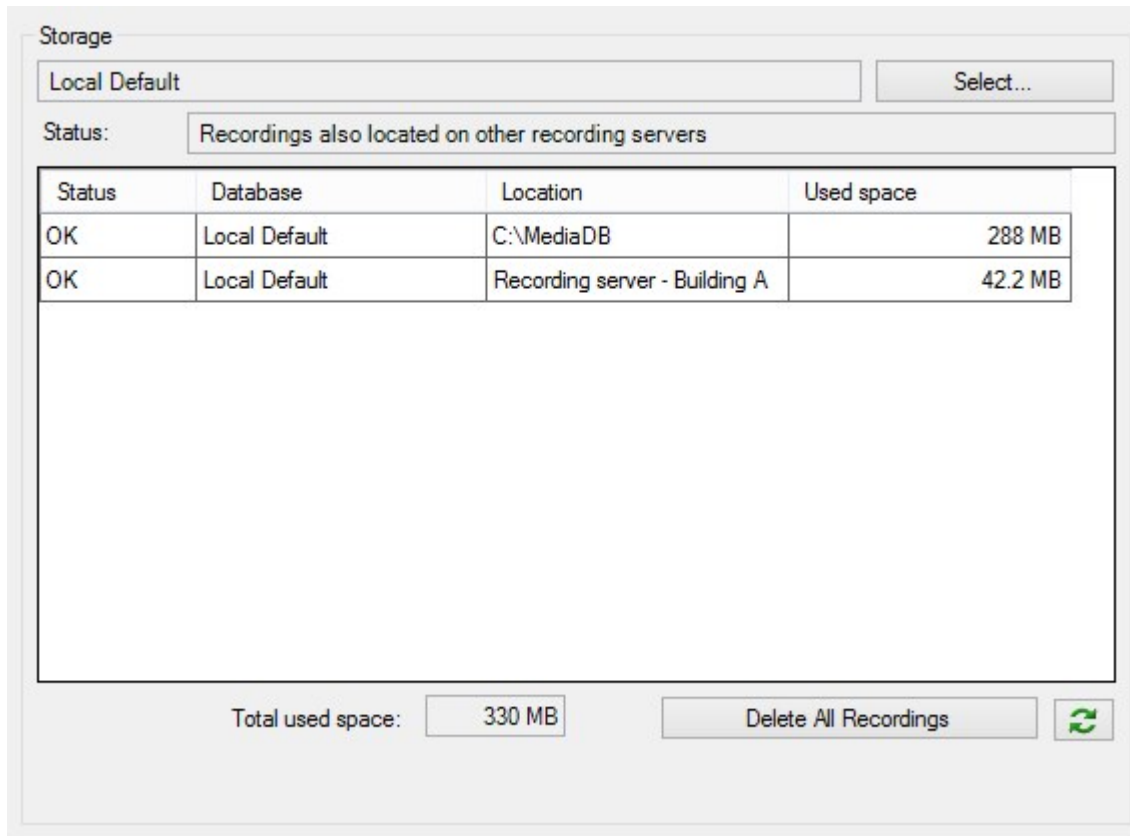 Storage
Local Default Select...
Status: Recordings also located on other recording servers
Status Database Location Used space
OK Local Default C:\MediaDB 288 MB
OK Local Default Recording server - Building A 42.2 MB
Total used space: 330 MB Delete All Recordings